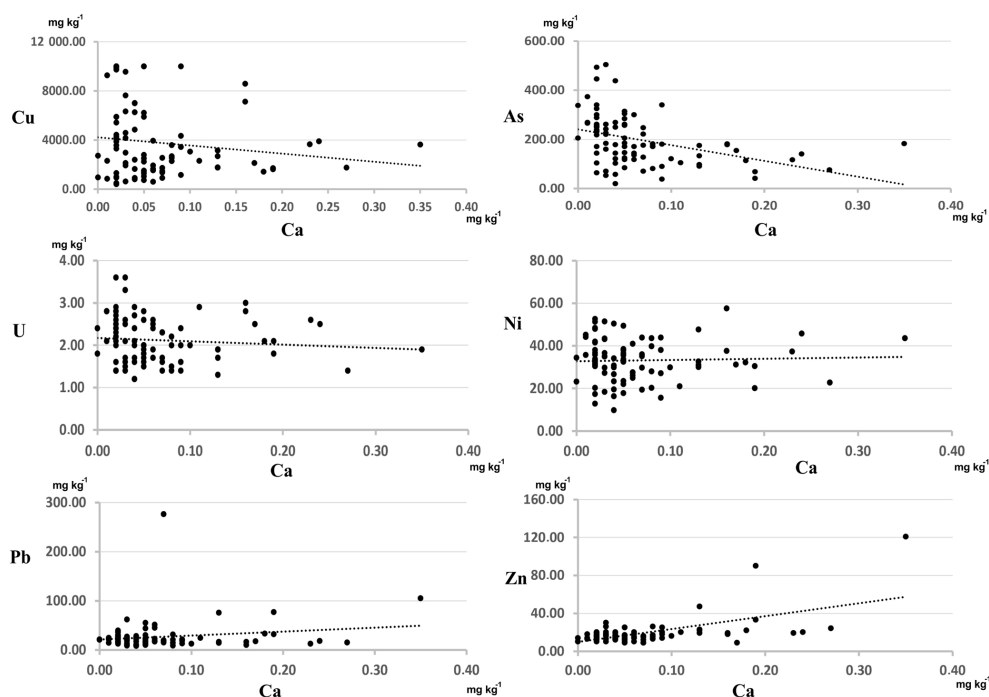 mg kg-1
12 000.00
8000.00
Cu
4000.00
0.00
0.00 0.05 0.10 0.15 0.20 0.25 0.30 0.35 0.40
mg kg-1
Ca
mg kg-1
600.00
400.00
As
200.00
0.00
0.00 0.10 0.20 0.30 0.40
mg kg-1
Ca
mg kg-1
4.00
3.00
U
2.00
1.00
0.00
0.00 0.10 0.20 0.30 0.40
mg kg-1
Ca
mg kg-1
80.00
60.00
Ni
40.00
20.00
0.00
0.00 0.10 0.20 0.30 0.40
mg kg-1
Ca
mg kg-1
300.00
200.00
Pb
100.00
0.00
0.00 0.10 0.20 0.30 0.40
mg kg-1
Ca
mg kg-1
160.00
120.00
80.00
Zn
40.00
0.00
0.00 0.10 0.20 0.30 0.40
mg kg-1
Ca